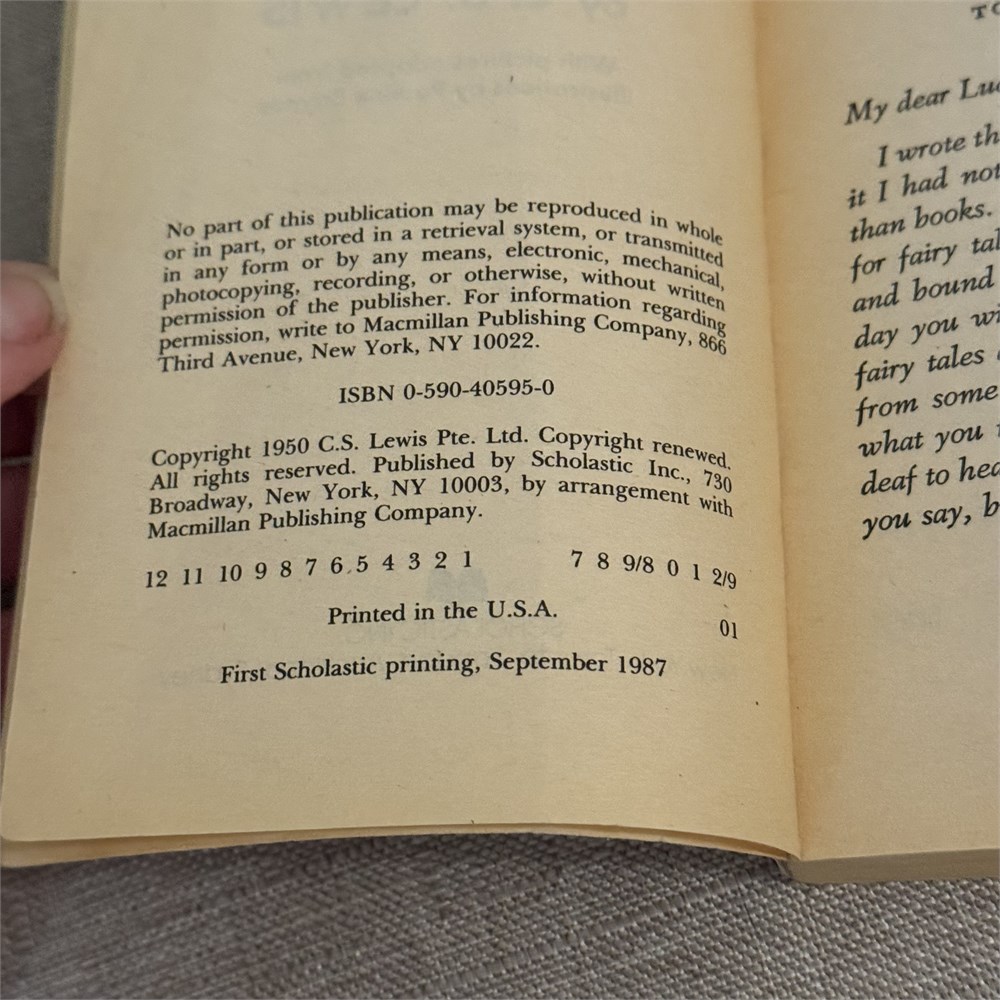 No part of this publication may be reproduced in whole
or in part, or stored in a retrieval system, or transmitted
in any form or by any means, electronic, mechanical,
photocopying, recording, or otherwise, without written
permission of the publisher. For information regarding
permission, write to Macmillan Publishing Company, 866
Third Avenue, New York, NY 10022.
ISBN 0-590-40595-0
Copyright 1950 C.S. Lewis Pte. Ltd. Copyright renewed.
All rights reserved. Published by Scholastic Inc., 730
Broadway, New York, NY 10003, by arrangement with
Macmillan Publishing Company.
12 11 10 9 8 7 6 5 4 3 2 1 7 8 9/8 0 1 2/9
Printed in the U.S.A. 01
First Scholastic printing, September 1987
TO
My dear Luc
I wrote th
it I had not
than books.
for fairy tal
and bound
day you wi
fairy tales
from some
what you
deaf to hea
you say, b